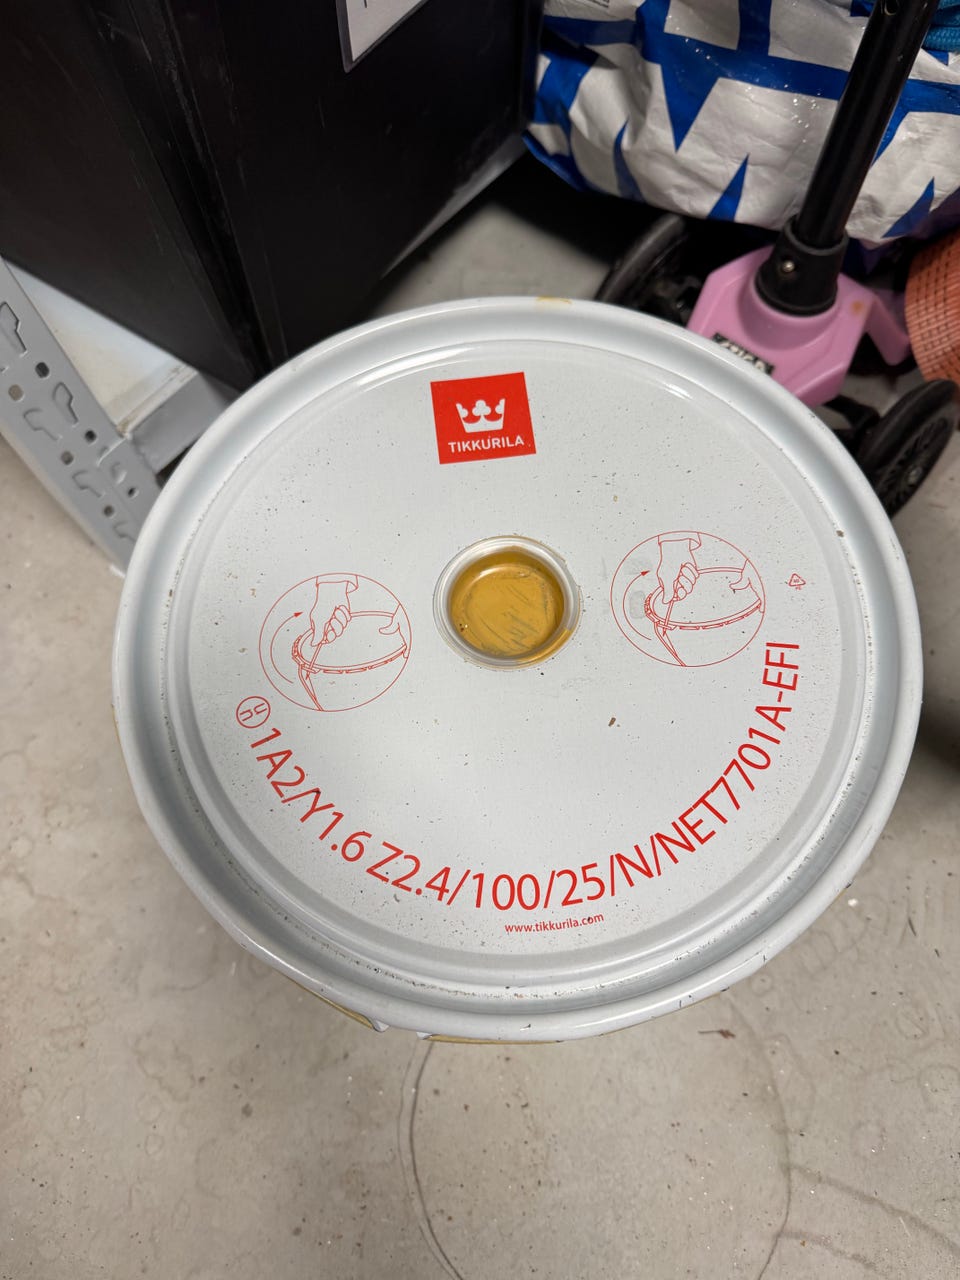 TIKKURILA
1A2/Y1.6 Z2.4/100/25/N/NET7701A-EFI
www.tikkurila.com